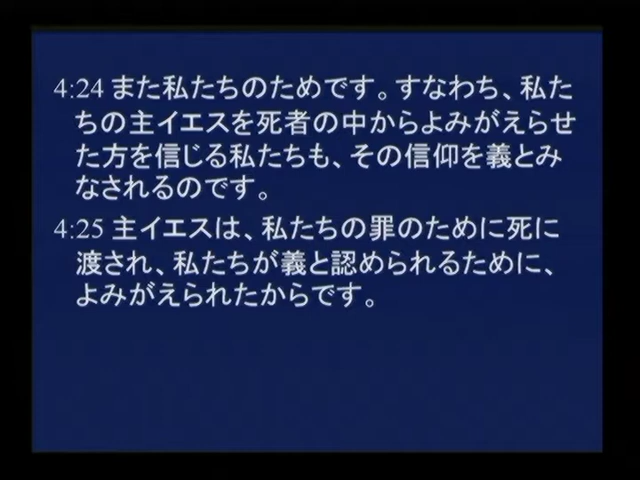 4:24 また私たちのためです。すなわち、私た
ちの主イエスを死者の中からよみがえらせ
た方を信じる私たちも、その信仰を義とみ
なされるのです。
4:25 主イエスは、私たちの罪のために死に
渡され、私たちが義と認められるために、
よみがえられたからです。